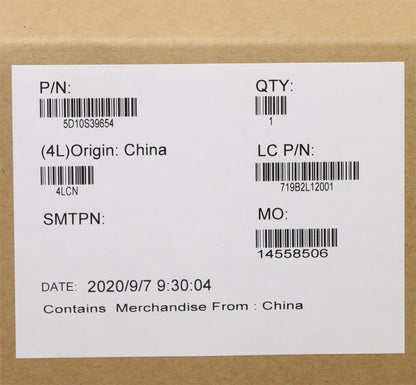 P/N:
QTY:
5D10S39654
1
(4L)Origin: China
LC P/N:
4LCN
719B2L12001
SMTPN:
MO:
14558506
DATE: 2020/9/7 9:30:04
Contains Merchandise From : China